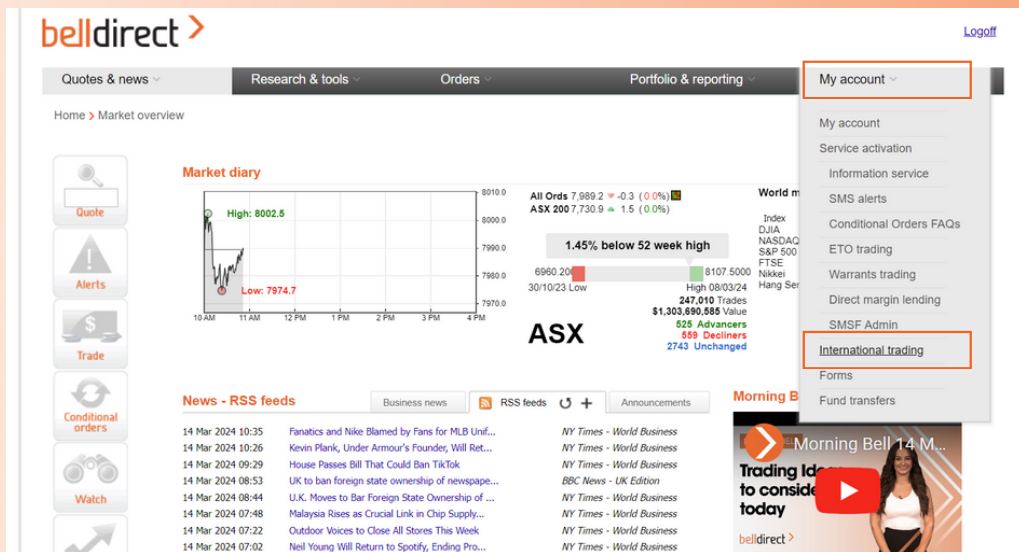 belldirect
Logoff
Quotes & news
Research & tools
Orders
Portfolio & reporting
My account
Home > Market overview
My account
Service activation
Information service
SMS alerts
Conditional Orders FAQs
ETO trading
Warrants trading
Direct margin lending
SMSF Admin
International trading
Forms
Fund transfers
Quote
Alerts
Trade
Conditional
orders
Watch
Market diary
High: 8002.5
Low: 7974.7
8010.0
8000.0
7990.0
7980.0
7970.0
10 AM 11 AM 12 PM 1 PM 2 PM 3 PM 4 PM
All Ords 7,989.2 -0.3 (0.0%)
ASX 200 7,730.9 1.5 (0.0%)
1.45% below 52 week high
6960.200 8107.5000
30/10/23 Low High 08/03/24
247,010 Trades
$1,303,690,585 Value
525 Advancers
559 Decliners
2743 Unchanged
ASX
World m
Index
DJIA
NASDAQ
S&P 500
FTSE
Nikkei
Hang Ser
News - RSS feeds
Business news
RSS feeds
Announcements
14 Mar 2024 10:35 Fanatics and Nike Blamed by Fans for MLB Unif... NY Times - World Business
14 Mar 2024 10:26 Kevin Plank, Under Armour's Founder, Will Ret... NY Times - World Business
14 Mar 2024 09:29 House Passes Bill That Could Ban TikTok NY Times - World Business
14 Mar 2024 08:53 UK to ban foreign state ownership of newspape... BBC News - UK Edition
14 Mar 2024 08:44 U.K. Moves to Bar Foreign State Ownership of ... NY Times - World Business
14 Mar 2024 07:48 Malaysia Rises as Crucial Link in Chip Supply... NY Times - World Business
14 Mar 2024 07:22 Outdoor Voices to Close All Stores This Week NY Times - World Business
14 Mar 2024 07:02 Neil Young Will Return to Spotify, Ending Pro... NY Times - World Business
Morning B
Morning Bell 14 M...
Trading Ideas
to conside
today
belldirect